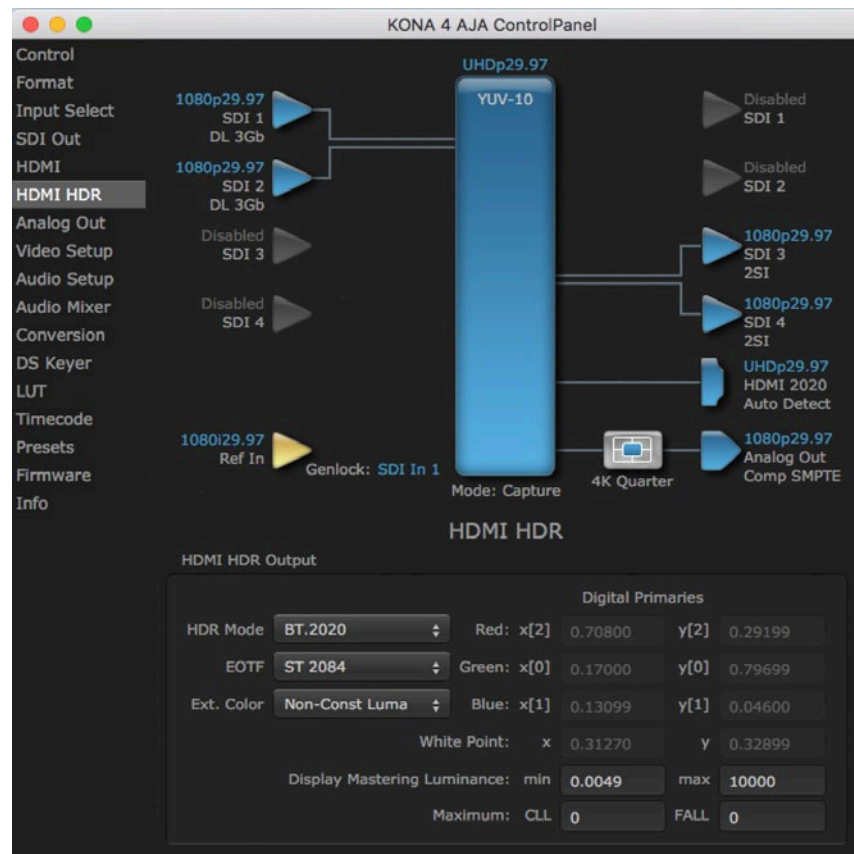 KONA 4 AJA ControlPanel
Control
Format
Input Select
SDI Out
HDMI
HDMI HDR
Analog Out
Video Setup
Audio Setup
Audio Mixer
Conversion
DS Keyer
LUT
Timecode
Presets
Firmware
Info
1080p29.97
SDI 1
DL 3Gb
1080p29.97
SDI 2
DL 3Gb
Disabled
SDI 3
Disabled
SDI 4
1080i29.97
Ref In
Genlock: SDI In 1
UHDp29.97
YUV-10
Mode: Capture
Disabled
SDI 1
Disabled
SDI 2
1080p29.97
SDI 3
2SI
1080p29.97
SDI 4
2SI
UHDp29.97
HDMI 2020
Auto Detect
4K Quarter
1080p29.97
Analog Out
Comp SMPTE
HDMI HDR
HDMI HDR Output
Digital Primaries
HDR Mode BT.2020 Red: x[2] 0.70800 y[2] 0.29199
EOTF ST 2084 Green: x[0] 0.17000 y[0] 0.79699
Ext. Color Non-Const Luma Blue: x[1] 0.13099 y[1] 0.04600
White Point: x 0.31270 y 0.32899
Display Mastering Luminance: min 0.0049 max 10000
Maximum: CLL 0 FALL 0